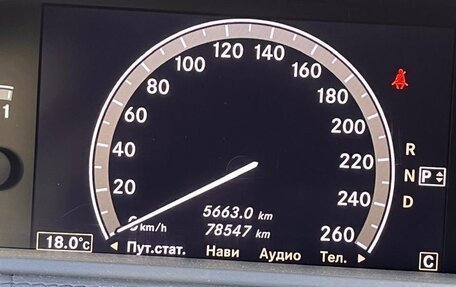 120 140
100 160
80 180
1
60 200
40 220 R
N P
20 240 D
5663.0 km
0 km/h 78547 km 260
18.0°C Пут.стат. Нави Аудио Тел. C